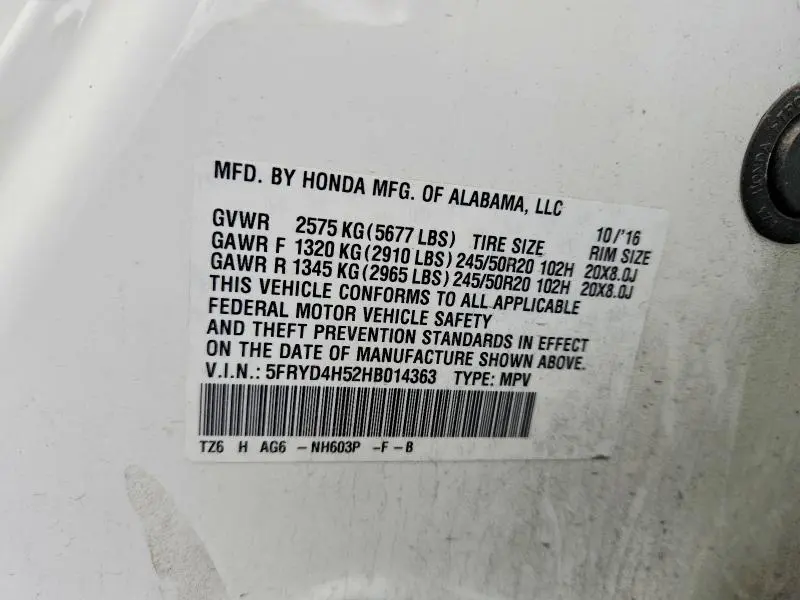 MFD. BY HONDA MFG. OF ALABAMA, LLC
10/'16
GVWR 2575 KG(5677 LBS) TIRE SIZE RIM SIZE
GAWR F 1320 KG(2910 LBS)245/50R20 102H 20X8.0J
GAWR R 1345 KG(2965 LBS)245/50R20 102H 20X8.0J
THIS VEHICLE CONFORMS TO ALL APPLICABLE
FEDERAL MOTOR VEHICLE SAFETY
AND THEFT PREVENTION STANDARDS IN EFFECT
ON THE DATE OF MANUFACTURE SHOWN ABOVE.
V.I.N.: 5FRYD4H52HB014363 TYPE: MPV
TZ6 H AG6 -NH603P -F-B
HONDA